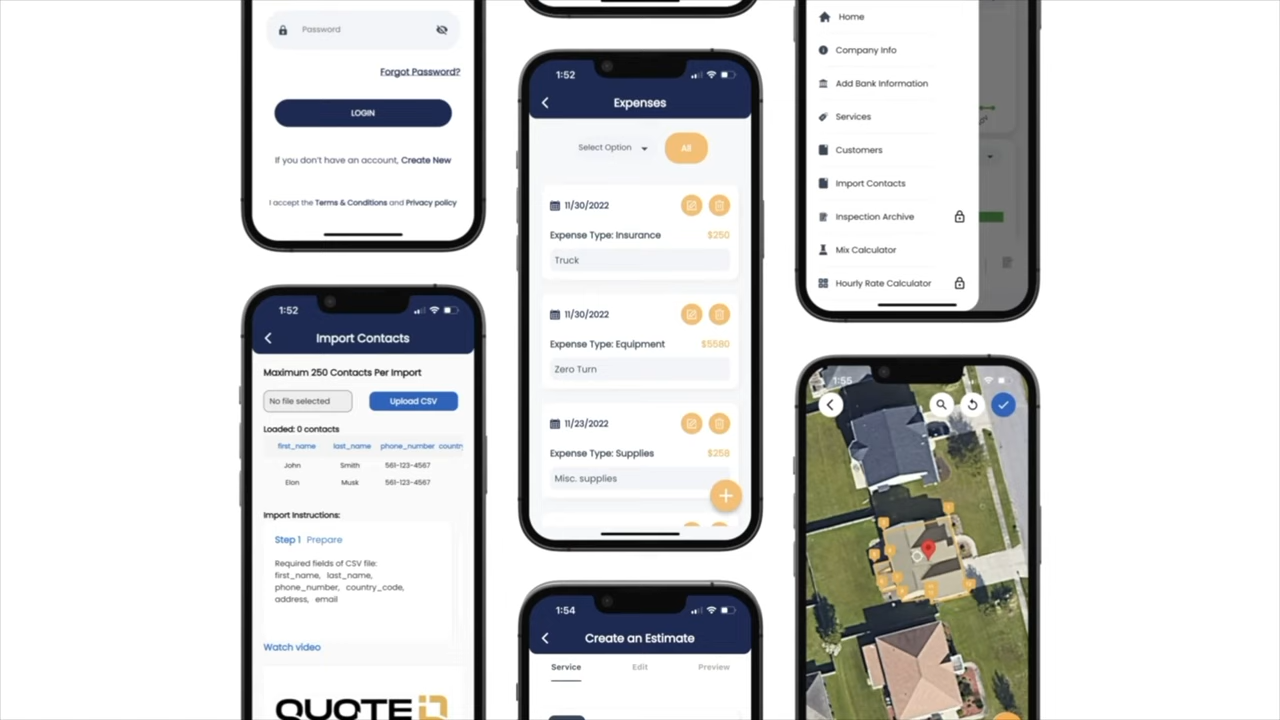 Password
Forgot Password?
LOGIN
If you don't have an account, Create New
I accept the Terms & Conditions and Privacy policy
1:52
Import Contacts
Maximum 250 Contacts Per Import
No file selected
Upload CSV
Loaded: 0 contacts
first_name last_name phone_number countr
John Smith 561-123-4567
Elon Musk 561-123-4567
Import Instructions:
Step 1 Prepare
Required fields of CSV file:
first_name, last_name,
phone_number, country_code,
address, email
Watch video
QUOTE IQ
1:52
Expenses
Select Option
All
11/30/2022
Expense Type: Insurance $250
Truck
11/30/2022
Expense Type: Equipment $5580
Zero Turn
11/23/2022
Expense Type: Supplies $258
Misc. supplies
1:54
Create an Estimate
Service Edit Preview
Home
Company Info
Add Bank Information
Services
Customers
Import Contacts
Inspection Archive
Mix Calculator
Hourly Rate Calculator
1:55